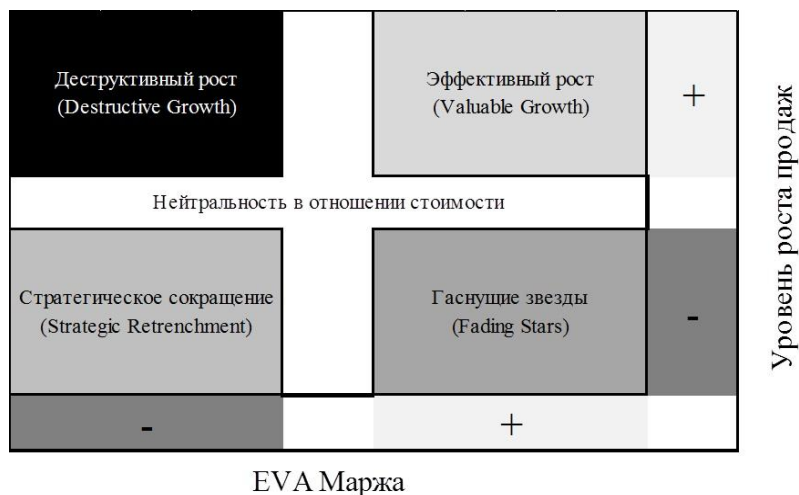 Деструктивный рост
(Destructive Growth)
Эффективный рост
(Valuable Growth)
+
Нейтральность в отношении стоимости
Стратегическое сокращение
(Strategic Retrenchment)
Гаснущие звезды
(Fading Stars)
-
-
+
Уровень роста продаж
EVA Маржа